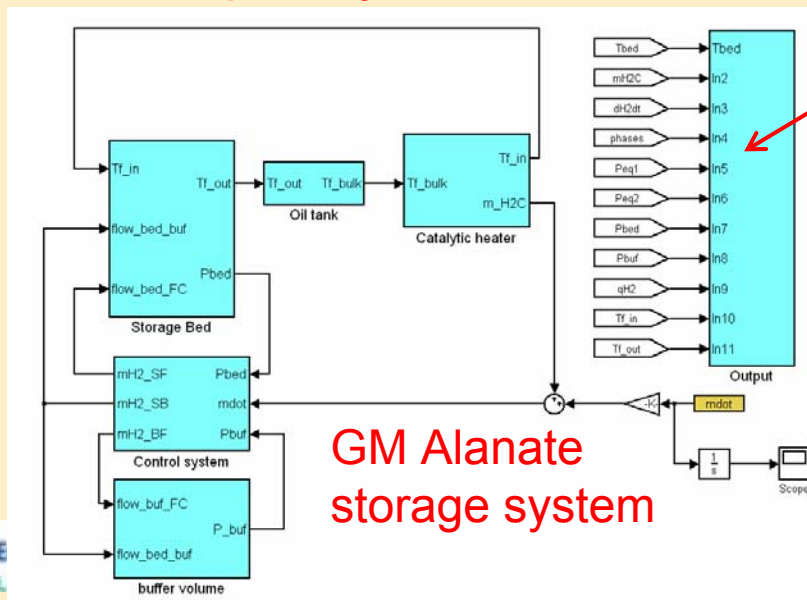 Tf_in
Tf_out
flow_bed_buf
Pbed
flow_bed_FC
Storage Bed
Tf_out
Tf_bulk
Oil tank
Tf_bulk
Tf_in
m_H2C
Catalytic heater
Tbed
mH2C
dH2dt
phases
Peq1
Peq2
Pbed
Pbuf
qH2
Tf_in
Tf_out
Tbed
In2
In3
In4
In5
In6
In7
In8
In9
In10
In11
Output
mH2_SF
Pbed
mH2_SB
mdot
mH2_BF
Pbuf
Control system
-K-
mdot
1
s
Scope
GM Alanate
storage system
flow_buf_FC
P_buf
flow_bed_buf
buffer volume